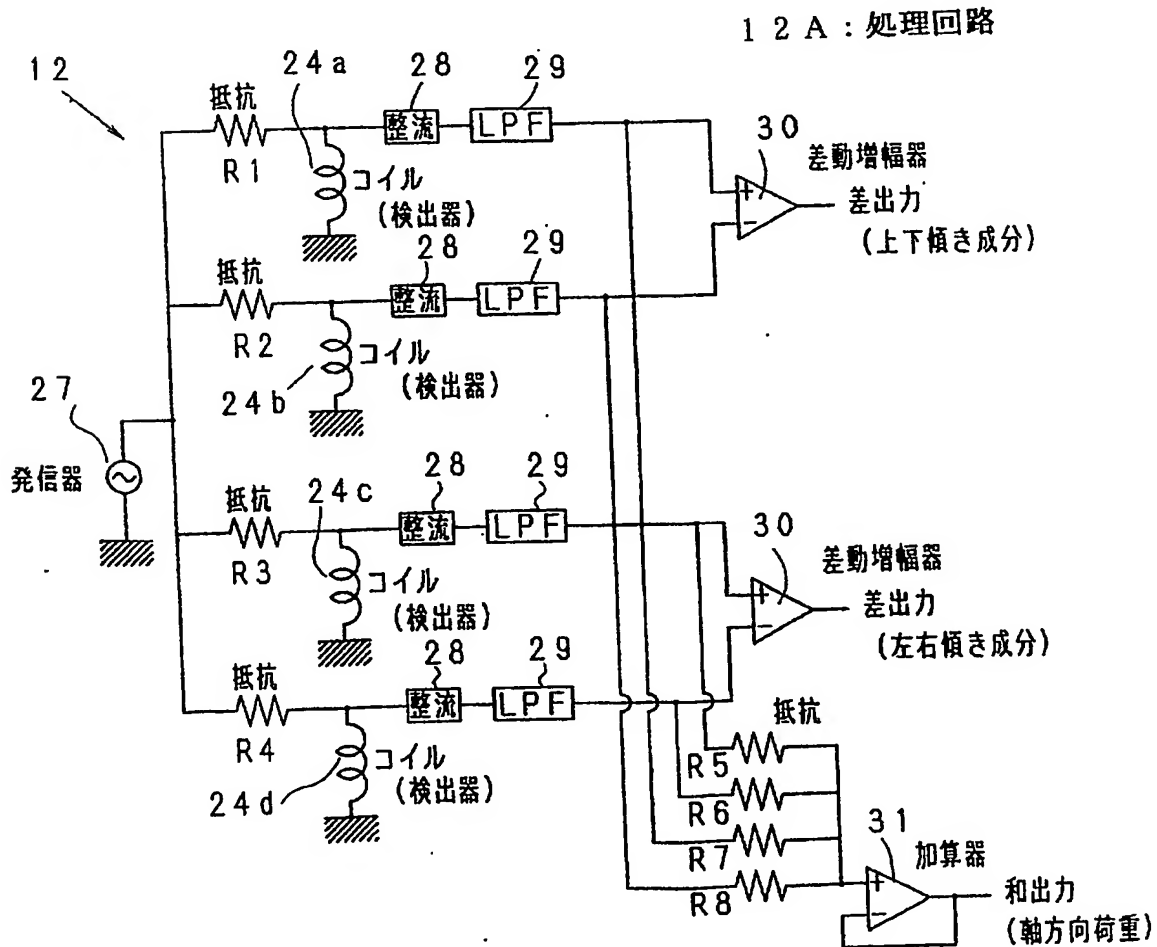 12A:処理回路
12
24a
28
29
抵抗
整流
LPF
R1
コイル
(検出器)
30
差動増幅器
差出力
(上下傾き成分)
28
29
抵抗
整流
LPF
R2
コイル
(検出器)
24b
27
発信器
24c
28
29
抵抗
整流
LPF
R3
コイル
(検出器)
30
差動増幅器
差出力
(左右傾き成分)
28
29
抵抗
整流
LPF
R4
コイル
(検出器)
24d
抵抗
R5
R6
R7
R8
31
加算器
和出力
(軸方向荷重)